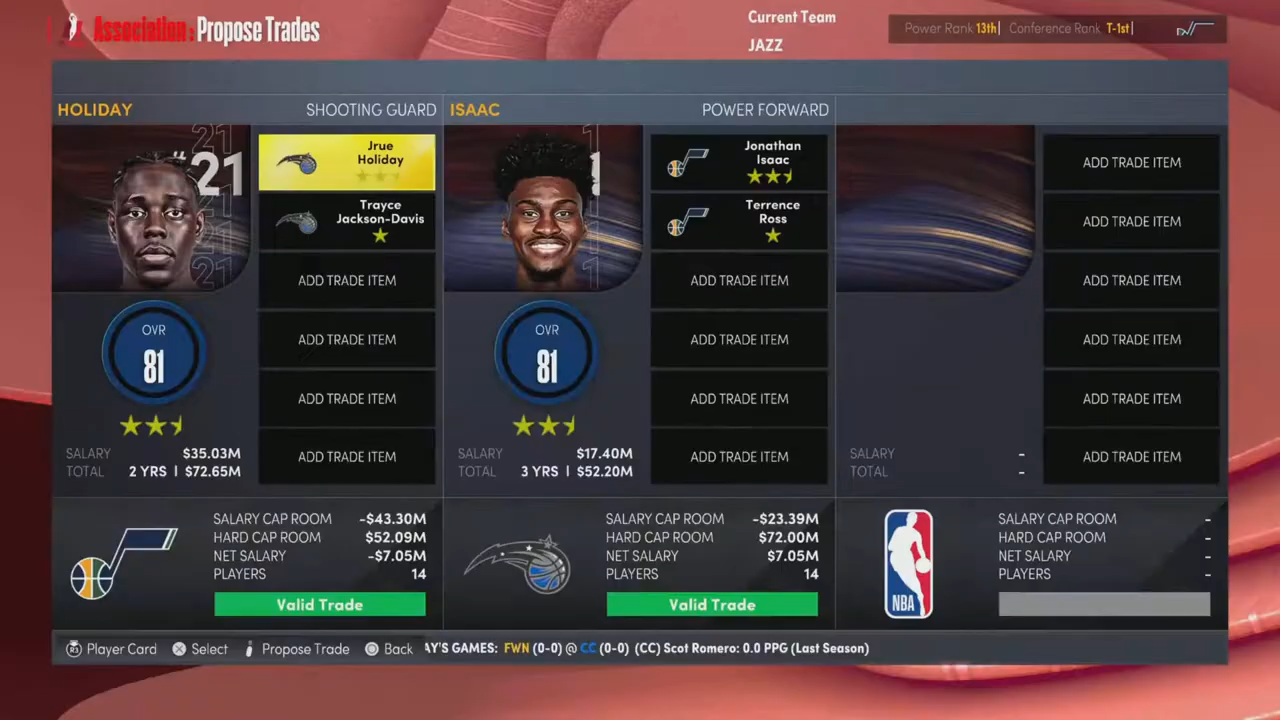 Association: Propose Trades
Current Team
JAZZ
Power Rank 13th| Conference Rank T-1st|
HOLIDAY
SHOOTING GUARD
#21
21
21
21
OVR
81
SALARY $35.03M
TOTAL 2 YRS | $72.65M
Jrue
Holiday
Trayce
Jackson-Davis
ADD TRADE ITEM
ADD TRADE ITEM
ADD TRADE ITEM
ADD TRADE ITEM
ISAAC
POWER FORWARD
1
1
OVR
81
SALARY $17.40M
TOTAL 3 YRS | $52.20M
Jonathan
Isaac
Terrence
Ross
ADD TRADE ITEM
ADD TRADE ITEM
ADD TRADE ITEM
ADD TRADE ITEM
SALARY -
TOTAL -
ADD TRADE ITEM
ADD TRADE ITEM
ADD TRADE ITEM
ADD TRADE ITEM
ADD TRADE ITEM
ADD TRADE ITEM
SALARY CAP ROOM -$43.30M
HARD CAP ROOM $52.09M
NET SALARY -$7.05M
PLAYERS 14
Valid Trade
SALARY CAP ROOM -$23.39M
HARD CAP ROOM $72.00M
NET SALARY $7.05M
PLAYERS 14
Valid Trade
NBA
SALARY CAP ROOM -
HARD CAP ROOM -
NET SALARY -
PLAYERS -
R3 Player Card Select Propose Trade Back
AY'S GAMES: FWN (0-0) @ CC (0-0) (CC) Scot Romero: 0.0 PPG (Last Season)